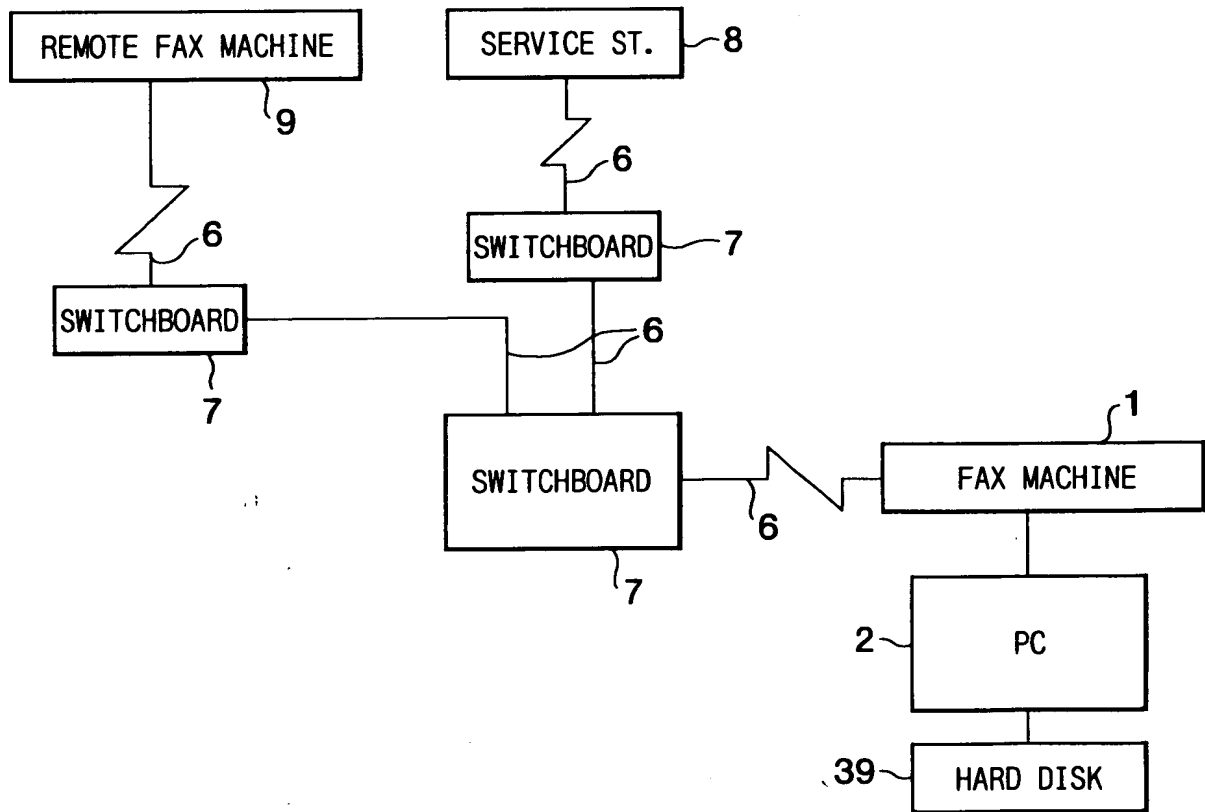 REMOTE FAX MACHINE
9
SERVICE ST.
8
6
6
SWITCHBOARD
7
SWITCHBOARD
7
6
SWITCHBOARD
7
6
1
FAX MACHINE
2
PC
39
HARD DISK